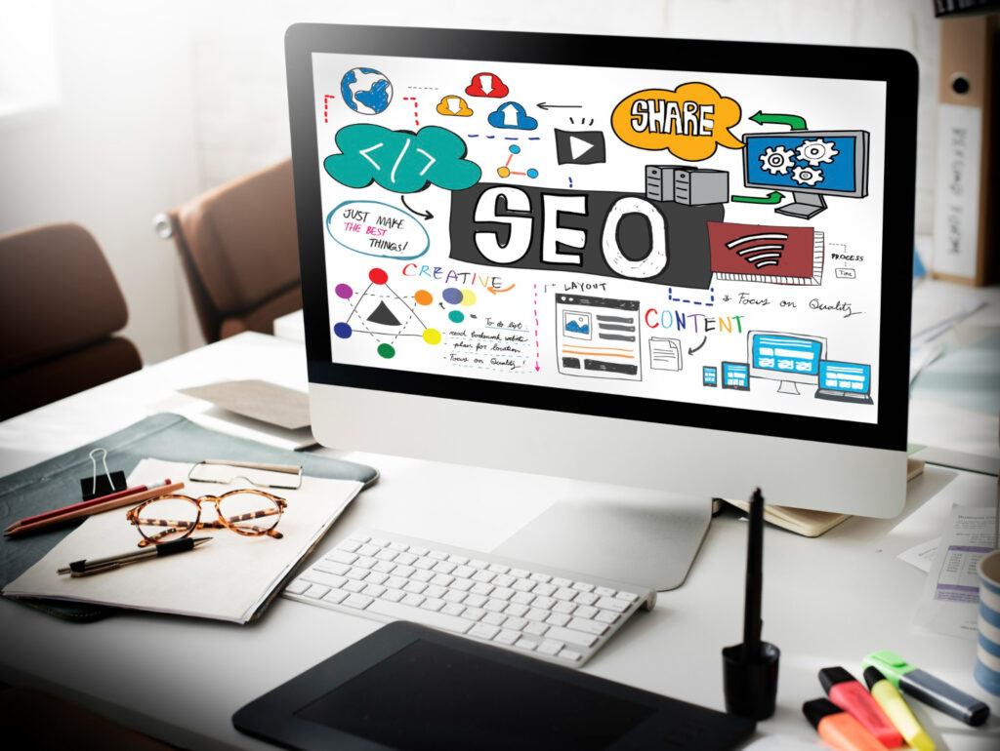 SHARE
</>
SEO
JUST MAKE
THE BEST
THINGS!
PROCESS
Time
CREATIVE
LAYOUT
Focus on Quality
CONTENT
= To do list
read bookmark website
plan for location
- Focus on Quality